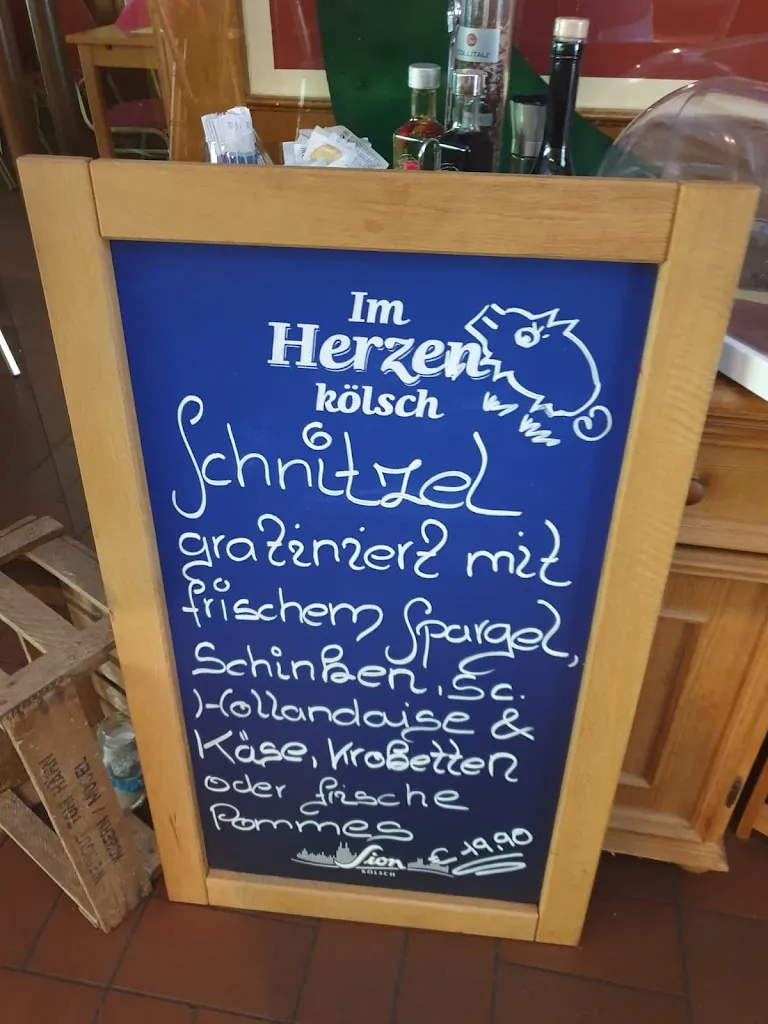 Im
Herzen
kölsch
Schnitzel
gratiniert mit
frischem Spargel,
Schinken, Sc.
Hollandaise &
Käse, Kroketten
oder frische
Pommes
€ 19,90
Sion
KÖLSCH